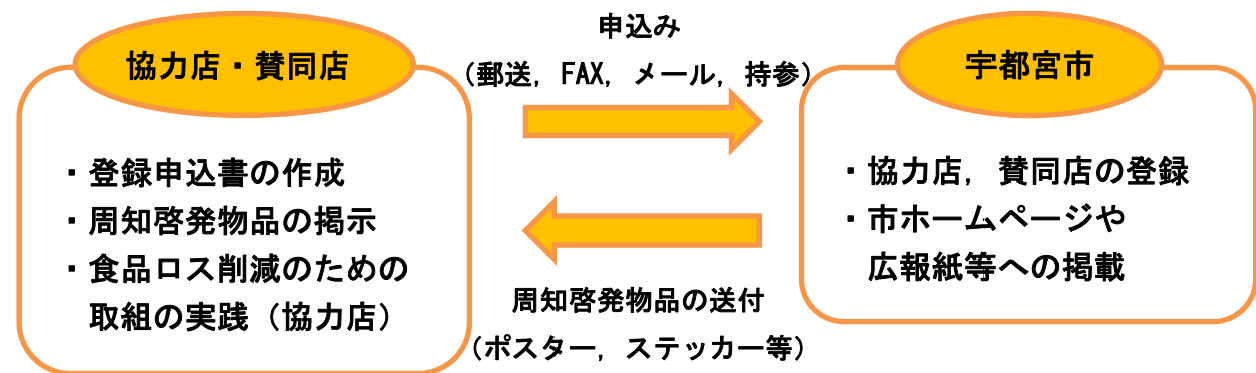 協力店・賛同店
・登録申込書の作成
・周知啓発物品の掲示
・食品ロス削減のための
取組の実践（協力店）
申込み
（郵送，FAX，メール，持参）
周知啓発物品の送付
（ポスター，ステッカー等）
宇都宮市
・協力店，賛同店の登録
・市ホームページや
広報紙等への掲載